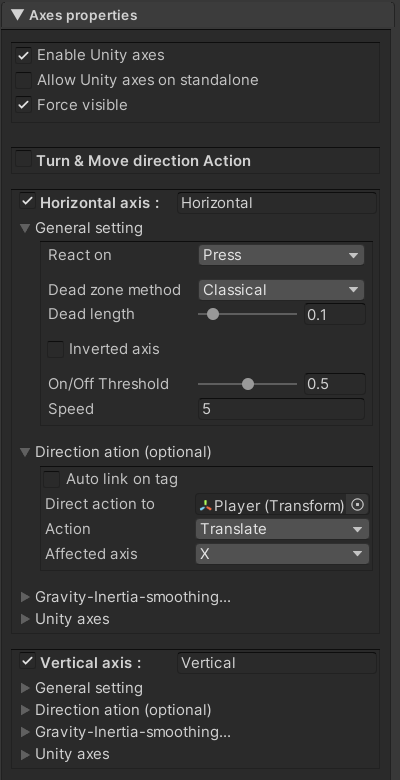 Axes properties
Enable Unity axes
Allow Unity axes on standalone
Force visible
Turn & Move direction Action
Horizontal axis : Horizontal
General setting
React on Press
Dead zone method Classical
Dead length 0.1
Inverted axis
On/Off Threshold 0.5
Speed 5
Direction ation (optional)
Auto link on tag
Direct action to Player (Transform)
Action Translate
Affected axis X
Gravity-Inertia-smoothing...
Unity axes
Vertical axis : Vertical
General setting
Direction ation (optional)
Gravity-Inertia-smoothing...
Unity axes